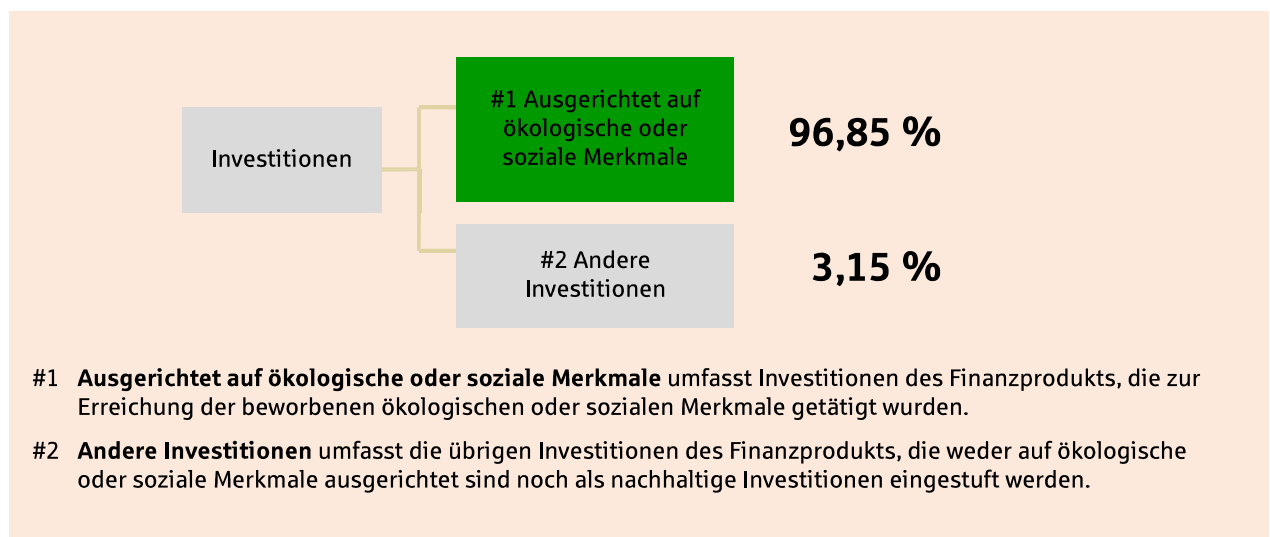 Investitionen
#1 Ausgerichtet auf
ökologische oder
soziale Merkmale
96,85 %
#2 Andere
Investitionen
3,15 %
#1 Ausgerichtet auf ökologische oder soziale Merkmale umfasst Investitionen des Finanzprodukts, die zur
Erreichung der beworbenen ökologischen oder sozialen Merkmale getätigt wurden.
#2 Andere Investitionen umfasst die übrigen Investitionen des Finanzprodukts, die weder auf ökologische
oder soziale Merkmale ausgerichtet sind noch als nachhaltige Investitionen eingestuft werden.